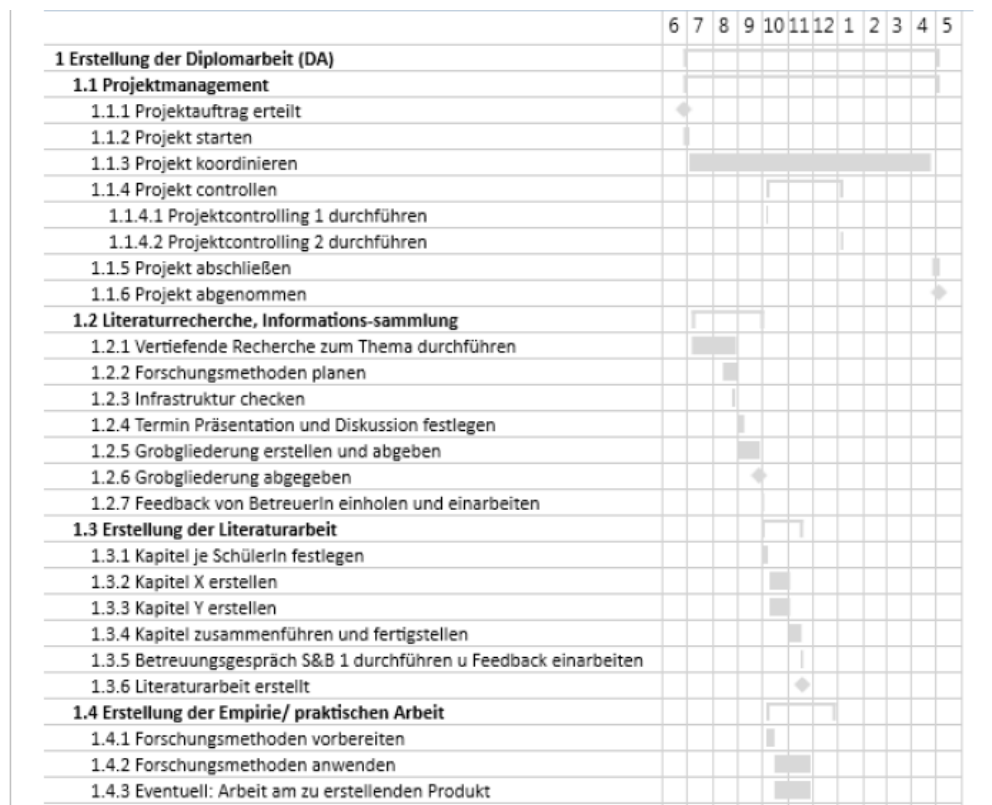 6 7 8 9 10 11 12 1 2 3 4 5
1 Erstellung der Diplomarbeit (DA)
1.1 Projektmanagement
1.1.1 Projektauftrag erteilt
1.1.2 Projekt starten
1.1.3 Projekt koordinieren
1.1.4 Projekt controllen
1.1.4.1 Projektcontrolling 1 durchführen
1.1.4.2 Projektcontrolling 2 durchführen
1.1.5 Projekt abschließen
1.1.6 Projekt abgenommen
1.2 Literaturrecherche, Informations-sammlung
1.2.1 Vertiefende Recherche zum Thema durchführen
1.2.2 Forschungsmethoden planen
1.2.3 Infrastruktur checken
1.2.4 Termin Präsentation und Diskussion festlegen
1.2.5 Grobgliederung erstellen und abgeben
1.2.6 Grobgliederung abgegeben
1.2.7 Feedback von BetreuerIn einholen und einarbeiten
1.3 Erstellung der Literaturarbeit
1.3.1 Kapitel je SchülerIn festlegen
1.3.2 Kapitel X erstellen
1.3.3 Kapitel Y erstellen
1.3.4 Kapitel zusammenführen und fertigstellen
1.3.5 Betreuungsgespräch S&B 1 durchführen u Feedback einarbeiten
1.3.6 Literaturarbeit erstellt
1.4 Erstellung der Empirie/ praktischen Arbeit
1.4.1 Forschungsmethoden vorbereiten
1.4.2 Forschungsmethoden anwenden
1.4.3 Eventuell: Arbeit am zu erstellenden Produkt